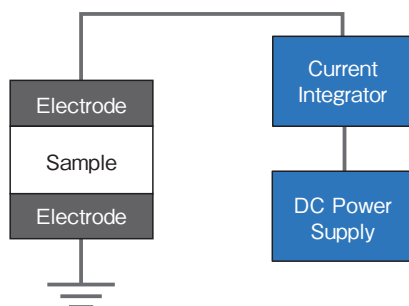 Electrode
Sample
Electrode
Current
Integrator
DC Power
Supply